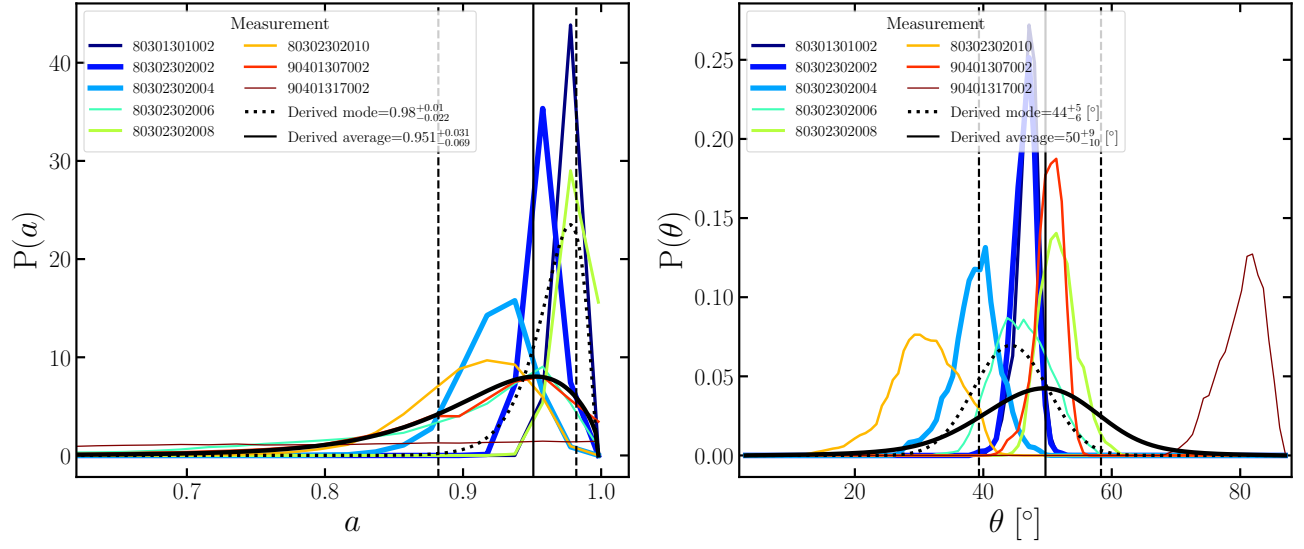 Measurement
80301301002
80302302002
80302302004
80302302006
80302302008
80302302010
90401307002
90401317002
Derived mode=0.98^{+0.01}_{-0.022}
Derived average=0.951^{+0.031}_{-0.069}
P(a)
40
30
20
10
0
0.7 0.8 0.9 1.0
a
Measurement
80301301002
80302302002
80302302004
80302302006
80302302008
80302302010
90401307002
90401317002
Derived mode=44^{+5}_{-6} [°]
Derived average=50^{+9}_{-10} [°]
P(θ)
0.25
0.20
0.15
0.10
0.05
0.00
20 40 60 80
θ [°]